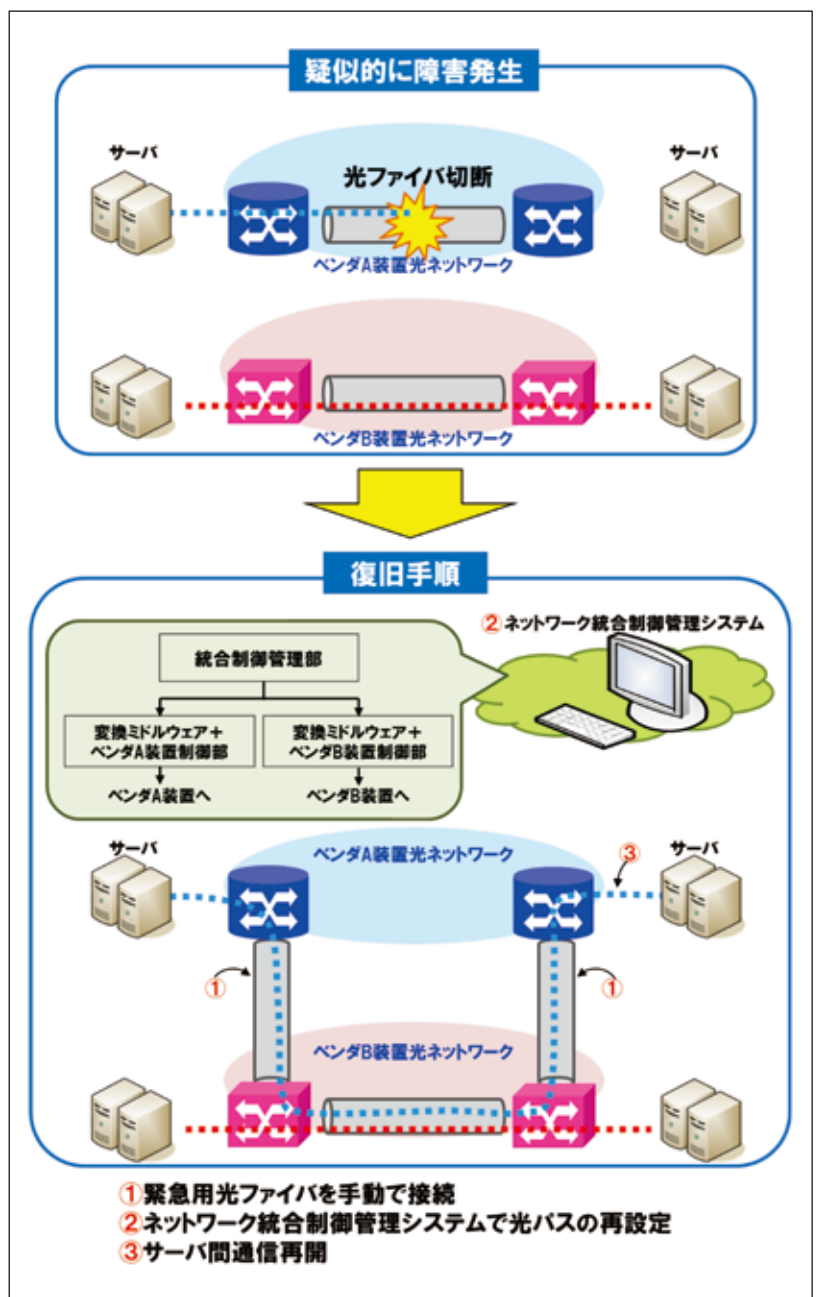 疑似的に障害発生
サーバ
サーバ
光ファイバ切断
ベンダA装置光ネットワーク
ベンダB装置光ネットワーク
復旧手順
②ネットワーク統合制御管理システム
統合制御管理部
変換ミドルウェア+
ベンダA装置制御部
変換ミドルウェア+
ベンダB装置制御部
ベンダA装置へ
ベンダB装置へ
サーバ
ベンダA装置光ネットワーク
③
サーバ
①
①
ベンダB装置光ネットワーク
①緊急用光ファイバを手動で接続
②ネットワーク統合制御管理システムで光パスの再設定
③サーバ間通信再開